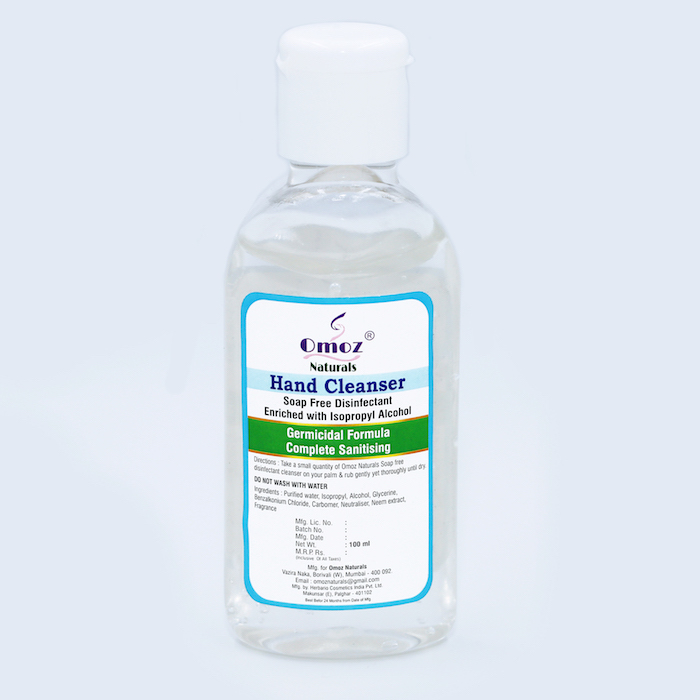 Omoz ®
Naturals
Hand Cleanser
Soap Free Disinfectant
Enriched with Isopropyl Alcohol
Germicidal Formula
Complete Sanitising
Directions : Take a small quantity of Omoz Naturals Soap free
disinfectant cleanser on your palm & rub gently yet thoroughly until dry.
DO NOT WASH WITH WATER
Ingredients : Purified water, Isopropyl, Alcohol, Glycerine,
Benzalkonium Chloride, Carbomer, Neutraliser, Neem extract,
Fragrance
Mfg. Lic. No. :
Batch No. :
Mfg. Date :
Net Wt. : 100 ml
M.R.P Rs. :
(Inclusive Of All Taxes)
Mfg. for Omoz Naturals
Vazira Naka, Borivali (W), Mumbai - 400 092
Email : omoznaturals@gmail.com
Mfg. by. Herbario Cosmetics India Pvt. Ltd.
Makunsar (E), Palghar - 401102
Best Befor 24 Months from Date of Mfg